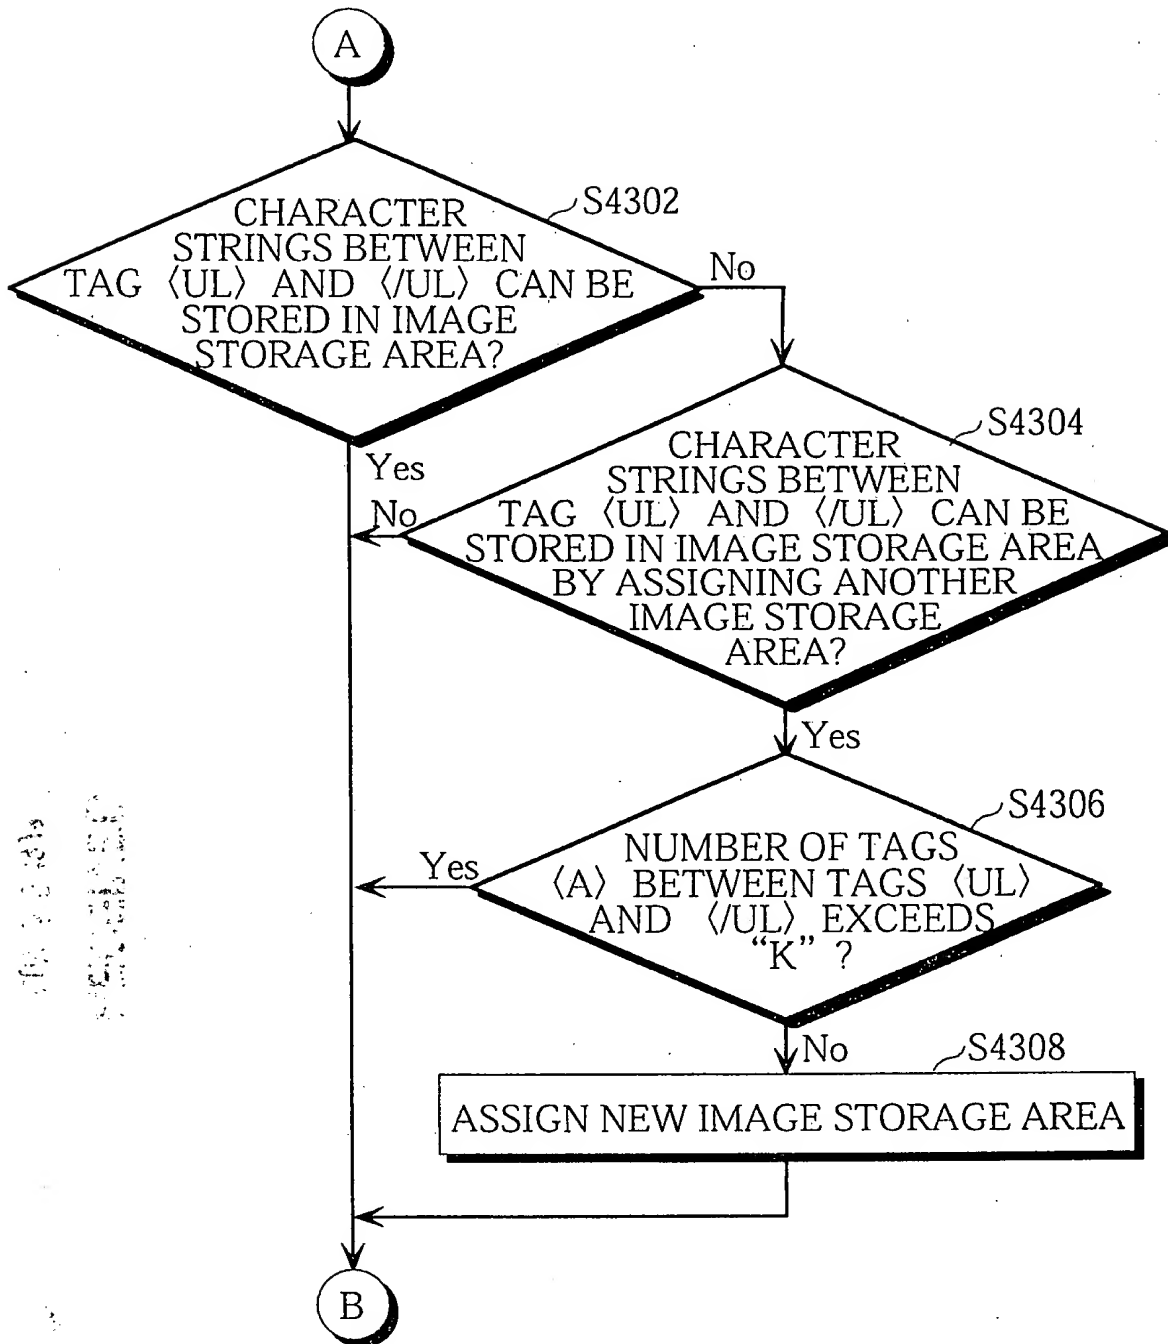 A
S4302
CHARACTER
STRINGS BETWEEN
TAG 〈UL〉 AND 〈/UL〉 CAN BE
STORED IN IMAGE
STORAGE AREA?
No
Yes
S4304
CHARACTER
STRINGS BETWEEN
TAG 〈UL〉 AND 〈/UL〉 CAN BE
STORED IN IMAGE STORAGE AREA
BY ASSIGNING ANOTHER
IMAGE STORAGE
AREA?
No
Yes
S4306
NUMBER OF TAGS
〈A〉 BETWEEN TAGS 〈UL〉
AND 〈/UL〉 EXCEEDS
“K” ?
Yes
No
S4308
ASSIGN NEW IMAGE STORAGE AREA
B